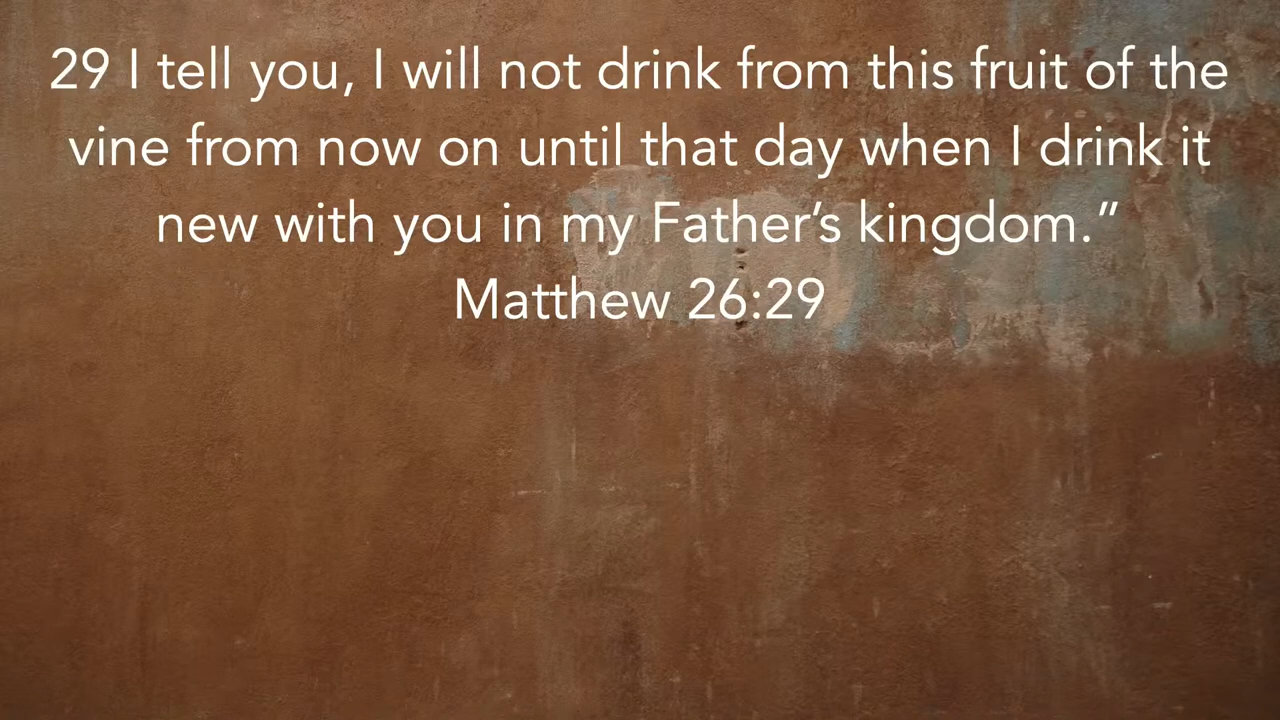 29 I tell you, I will not drink from this fruit of the
vine from now on until that day when I drink it
new with you in my Father’s kingdom.”
Matthew 26:29